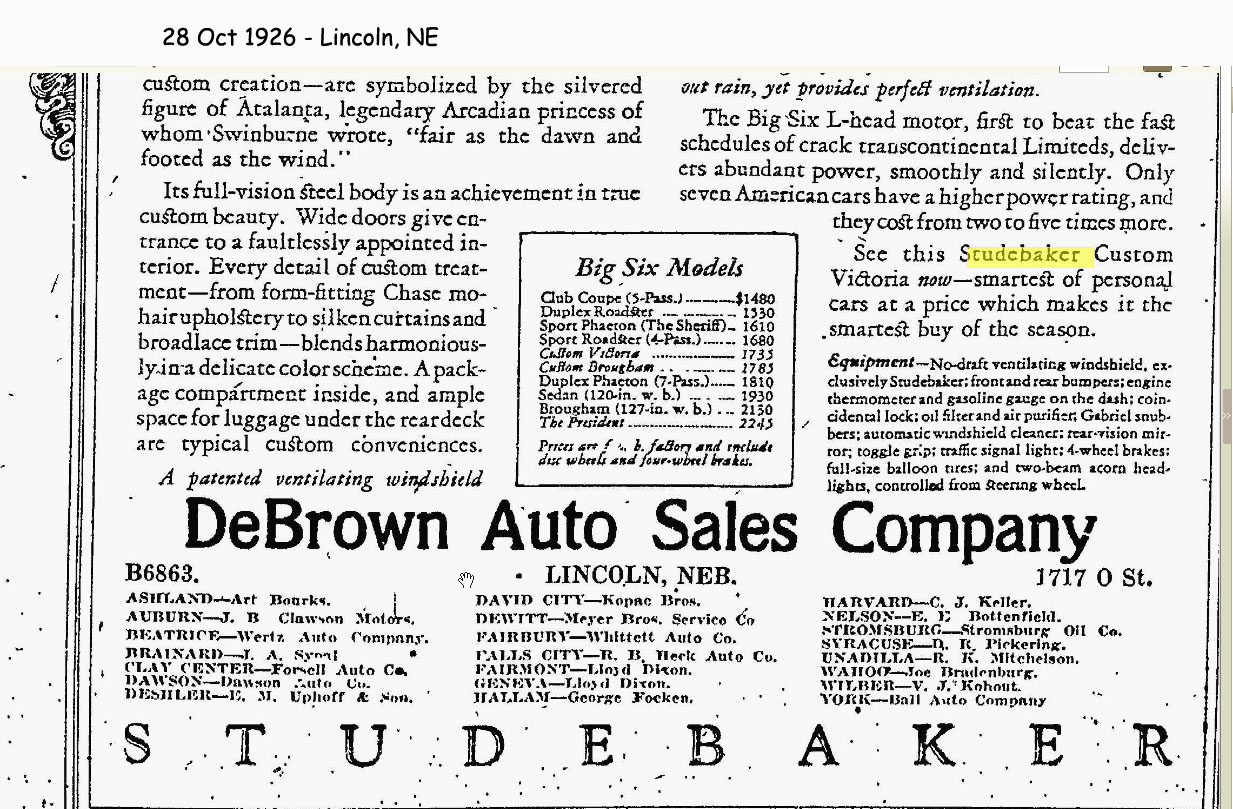 28 Oct 1926 - Lincoln, NE
custom creation—are symbolized by the silvered
figure of Atalanta, legendary Arcadian princess of
whom Swinburne wrote, "fair as the dawn and
footed as the wind."
Its full-vision steel body is an achievement in true
custom beauty. Wide doors give en-
trance to a faultlessly appointed in-
terior. Every detail of custom treat-
ment—from form-fitting Chase mo-
hair upholstery to silken curtains and
broadlace trim—blends harmonious-
ly in a delicate color scheme. A pack-
age compartment inside, and ample
space for luggage under the rear deck
are typical custom conveniences.
A patented ventilating windshield
Big Six Models
Club Coupe (5-Pass.) $1480
Duplex Roadster 1530
Sport Phaeton (The Sheriff) 1610
Sport Roadster (4-Pass.) 1680
Custom Victoria 1735
Custom Brougham 1785
Duplex Phaeton (7-Pass.) 1810
Sedan (120-in. w. b.) 1930
Brougham (127-in. w. b.) 2130
The President 2245
Prices are f. o. b. factory and include
disc wheels and four-wheel brakes.
out rain, yet provides perfect ventilation.
The Big Six L-head motor, first to beat the fast
schedules of crack transcontinental Limiteds, deliv-
ers abundant power, smoothly and silently. Only
seven American cars have a higher power rating, and
they cost from two to five times more.
See this Studebaker Custom
Victoria now—smartest of personal
cars at a price which makes it the
smartest buy of the season.
Equipment—No-draft ventilating windshield, ex-
clusively Studebaker; front and rear bumpers; engine
thermometer and gasoline gauge on the dash; coin-
cidental lock; oil filter and air purifier; Gabriel snub-
bers; automatic windshield cleaner; rear-vision mir-
ror; toggle grip; traffic signal light; 4-wheel brakes;
full-size balloon tires; and two-beam acorn head-
lights, controlled from steering wheel.
DeBrown Auto Sales Company
B6863. LINCOLN, NEB. 1717 O St.
ASHLAND—Art Bourks.
AUBURN—J. B Clawson Motors.
BEATRICE—Wertz Auto Company.
BRAINARD—J. A.
CLAY CENTER—Forsell Auto Co.
DAWSON—Dawson Auto Co.
DESHLER—E. M. Uphoff & Son.
DAVID CITY—Kopac Bros.
DEWITT—Meyer Bros. Service Co
FAIRBURY—Whittett Auto Co.
FALLS CITY—R. B. Heck Auto Co.
FAIRMONT—Lloyd Dixon.
GENEVA—Lloyd Dixon.
HALLAM—George Focken.
HARVARD—C. J. Keller.
NELSON—E. E Bottenfield.
STROMSBURG—Stromsburg Oil Co.
SYRACUSE—D. R. Pickering.
UNADILLA—R. K. Mitchelson.
WAHOO—Joe Bradenburg.
WILBER—V. J. Kohout.
YORK—Ball Auto Company
STUDEBAKER